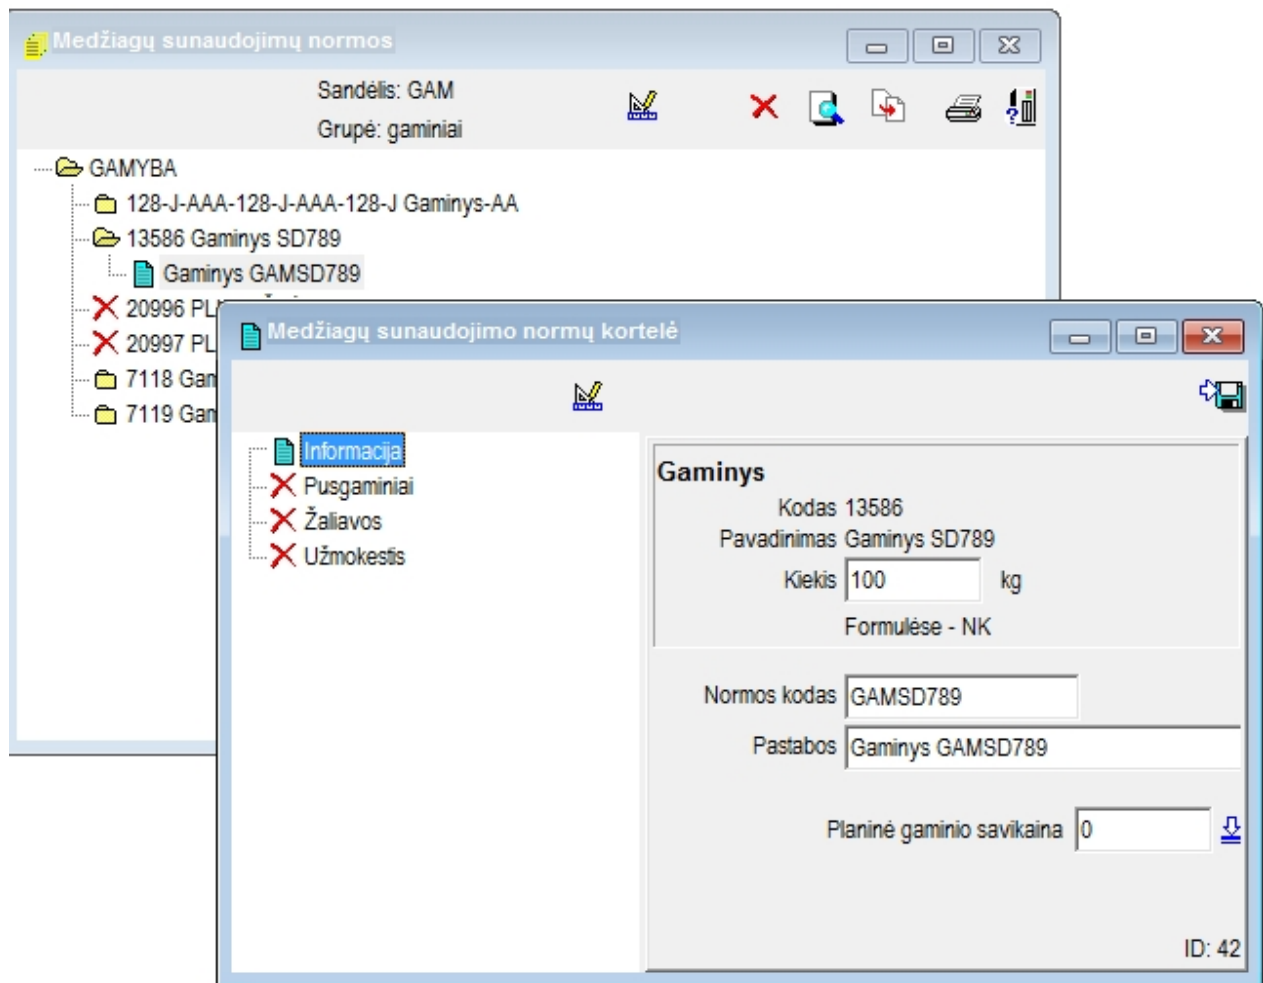 Medžiagų sunaudojimų normos
Sandėlis: GAM
Grupė: gaminiai
GAMYBA
128-J-AAA-128-J-AAA-128-J Gaminys-AA
13586 Gaminys SD789
Gaminys GAMSD789
20996
20997
7118
7119
Medžiagų sunaudojimo normų kortelė
Informacija
Pusgaminiai
Žaliavos
Užmokestis
Gaminys
Kodas 13586
Pavadinimas Gaminys SD789
Kiekis 100 kg
Formulėse - NK
Normos kodas GAMSD789
Pastabos Gaminys GAMSD789
Planinė gaminio savikaina 0
ID: 42